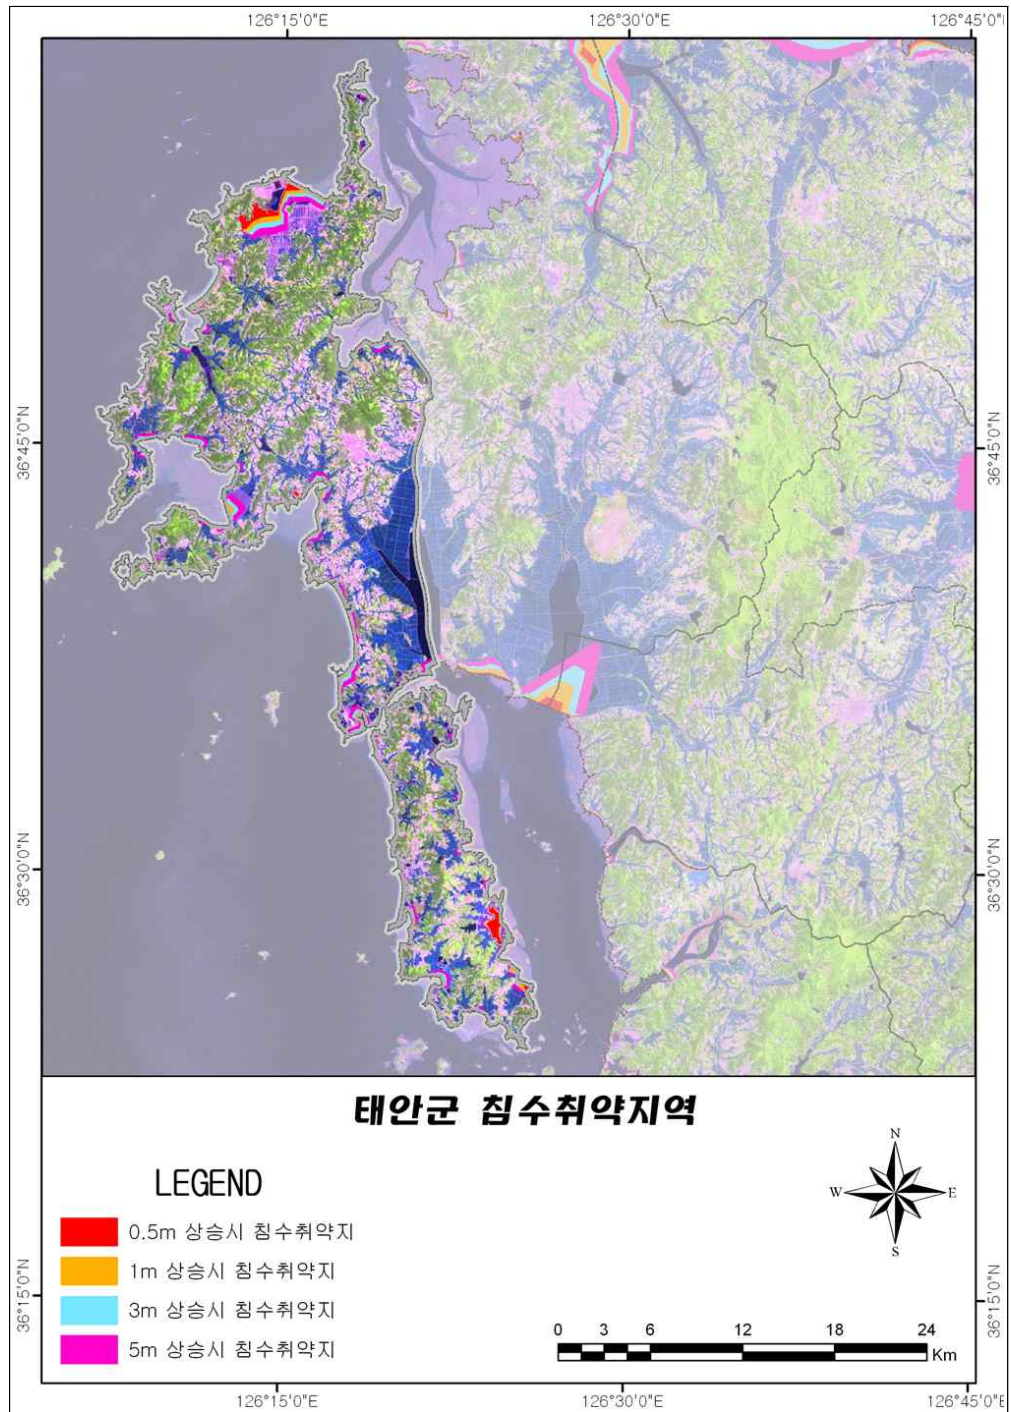 126°15'0"E
126°30'0"E
126°45'0"
36°45'0"N
36°45'0"N
36°30'0"N
36°30'0"N
태안군 침수취약지역
LEGEND
0.5m 상승시 침수취약지
1m 상승시 침수취약지
3m 상승시 침수취약지
5m 상승시 침수취약지
N
W
E
S
36°15'0"N
36°15'0"N
0 3 6 12 18 24
Km
126°15'0"E
126°30'0"E
126°45'0"E